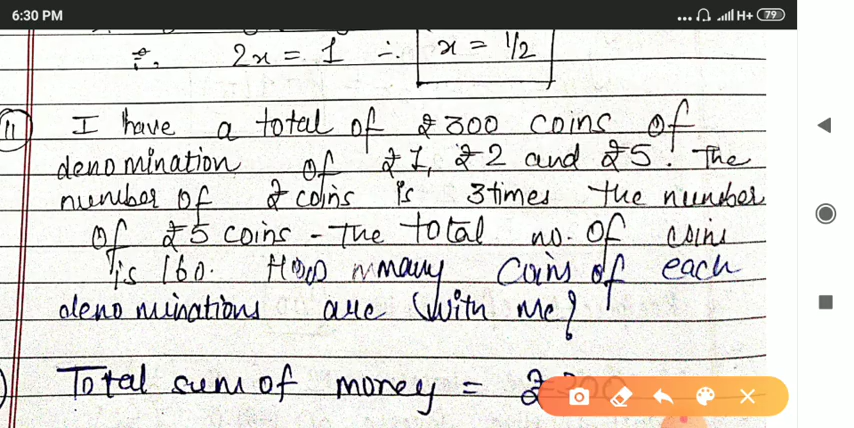 6:30 PM
... H+ 79
2x = 1 ∴ x = 1/2
11 I have a total of ₹300 coins of
denomination of ₹1, ₹2 and ₹5. The
number of ₹ coins is 3 times the number
of ₹5 coins - The total no. of coins
is 160. How many coins of each
denominations are with me?
Total sum of money = ₹300